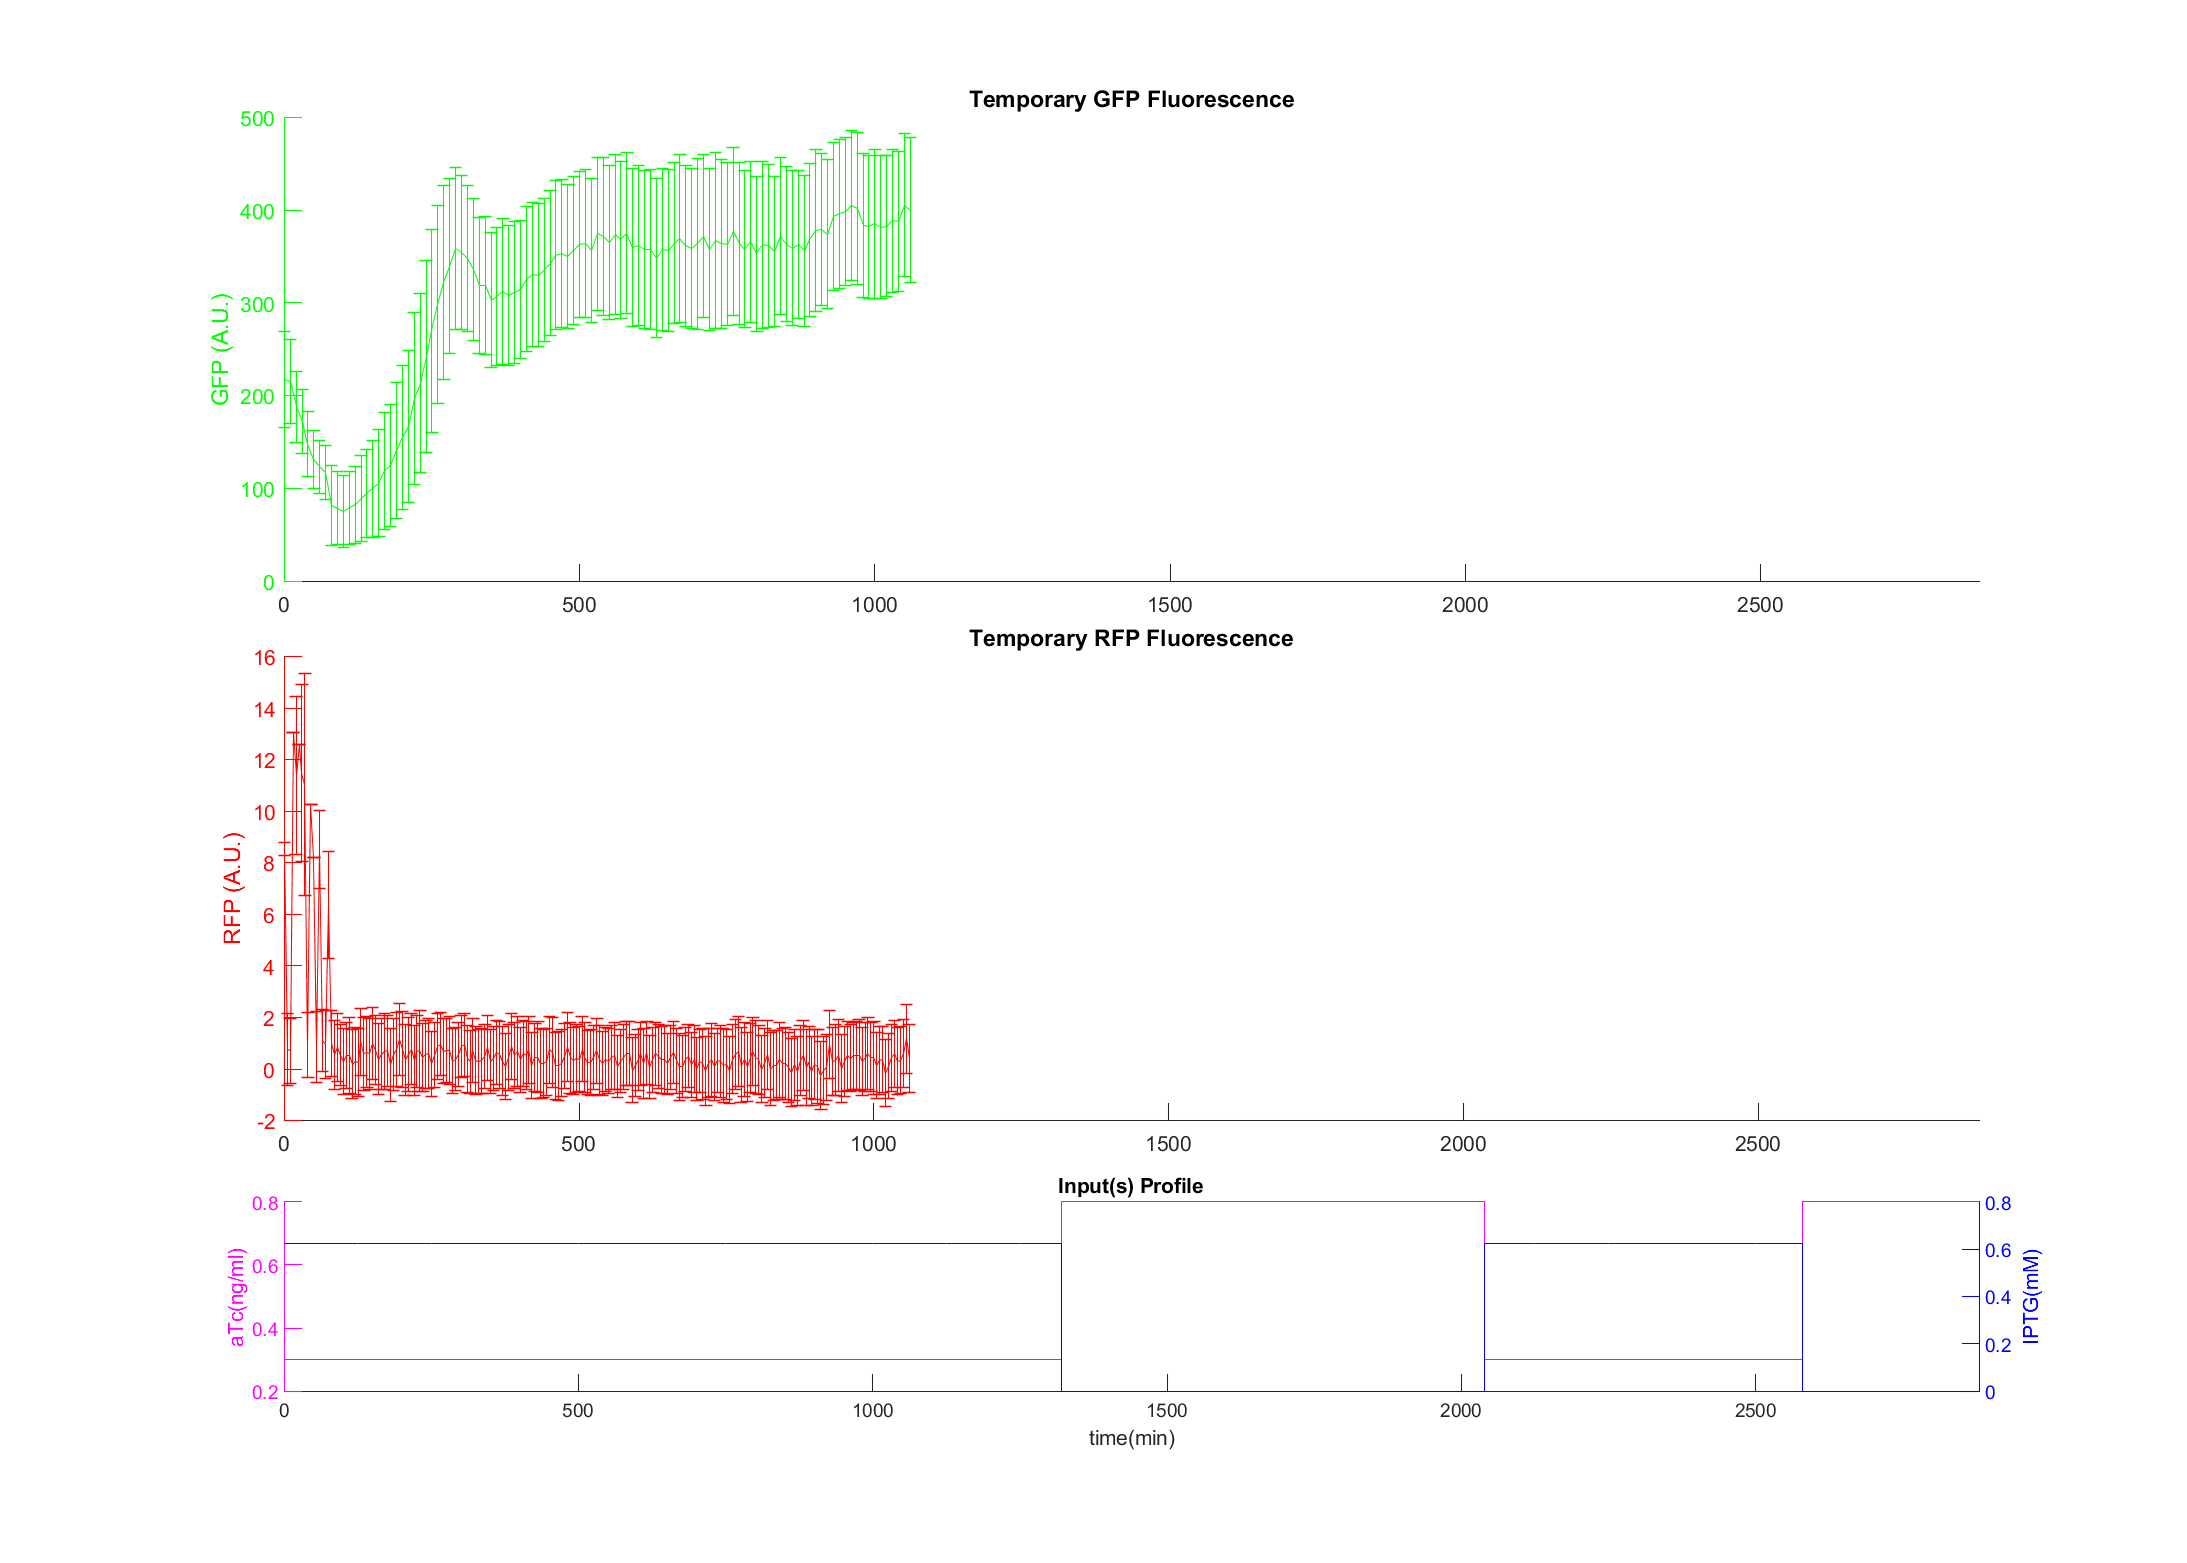 Temporary GFP Fluorescence
500
400
300
200
100
0
GFP (A.U.)
0 500 1000 1500 2000 2500
Temporary RFP Fluorescence
16
14
12
10
8
6
4
2
0
-2
RFP (A.U.)
0 500 1000 1500 2000 2500
Input(s) Profile
0.8
0.6
0.4
0.2
aTc(ng/ml)
0.8
0.6
0.4
0.2
0
IPTG(mM)
0 500 1000 1500 2000 2500
time(min)